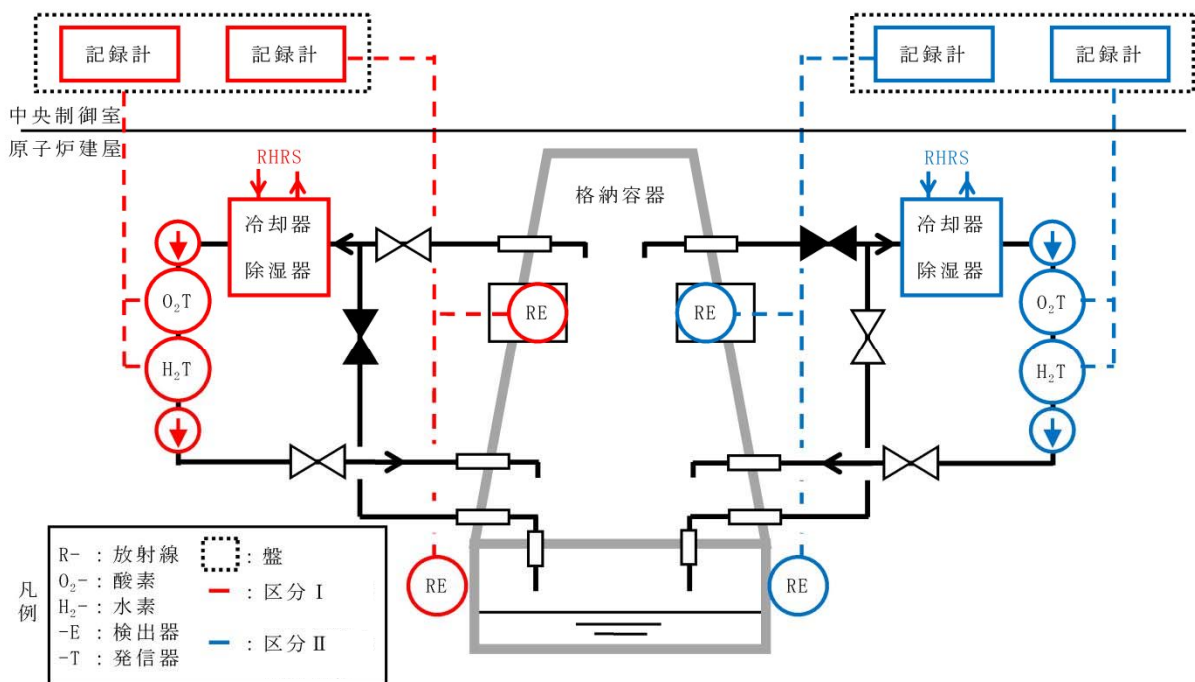 記録計
記録計
記録計
記録計
中央制御室
原子炉建屋
RHRS
RHRS
格納容器
冷却器
除湿器
冷却器
除湿器
O₂T
RE
RE
O₂T
H₂T
H₂T
RE
RE
凡例
R- : 放射線
O₂- : 酸素
H₂- : 水素
-E : 検出器
-T : 発信器
: 盤
: 区分Ⅰ
: 区分Ⅱ